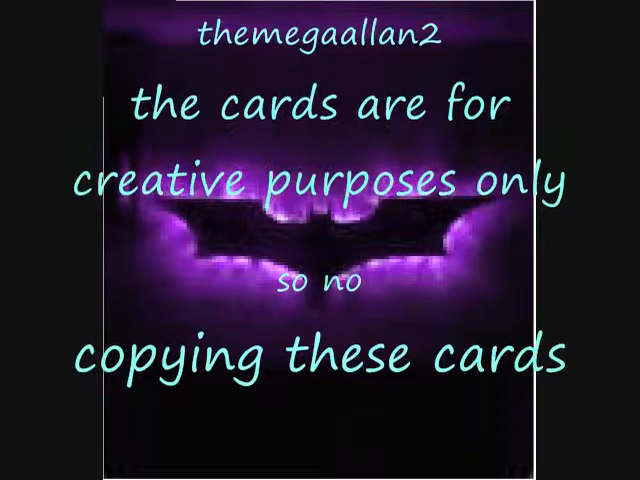 themegaallan2
the cards are for
creative purposes only
so no
copying these cards